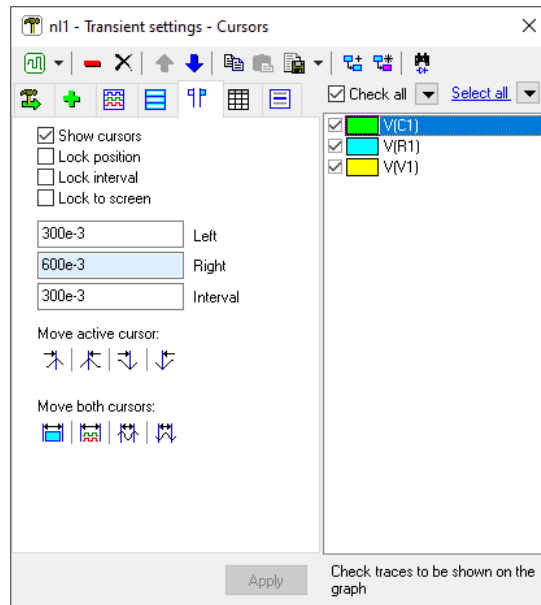 nl1 - Transient settings - Cursors
Check all
Select all
Show cursors
Lock position
Lock interval
Lock to screen
300e-3 Left
600e-3 Right
300e-3 Interval
Move active cursor:
Move both cursors:
V(C1)
V(R1)
V(V1)
Apply
Check traces to be shown on the
graph